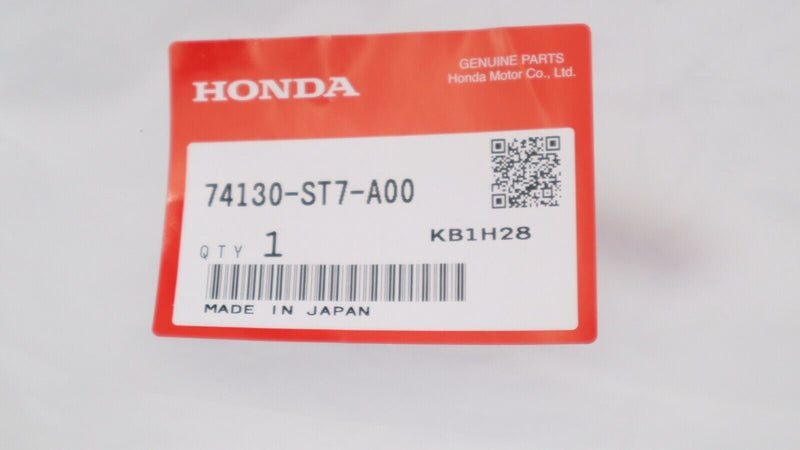 HONDA
GENUINE PARTS
Honda Motor Co., Ltd.
74130-ST7-A00
QTY 1
KB1H28
MADE IN JAPAN